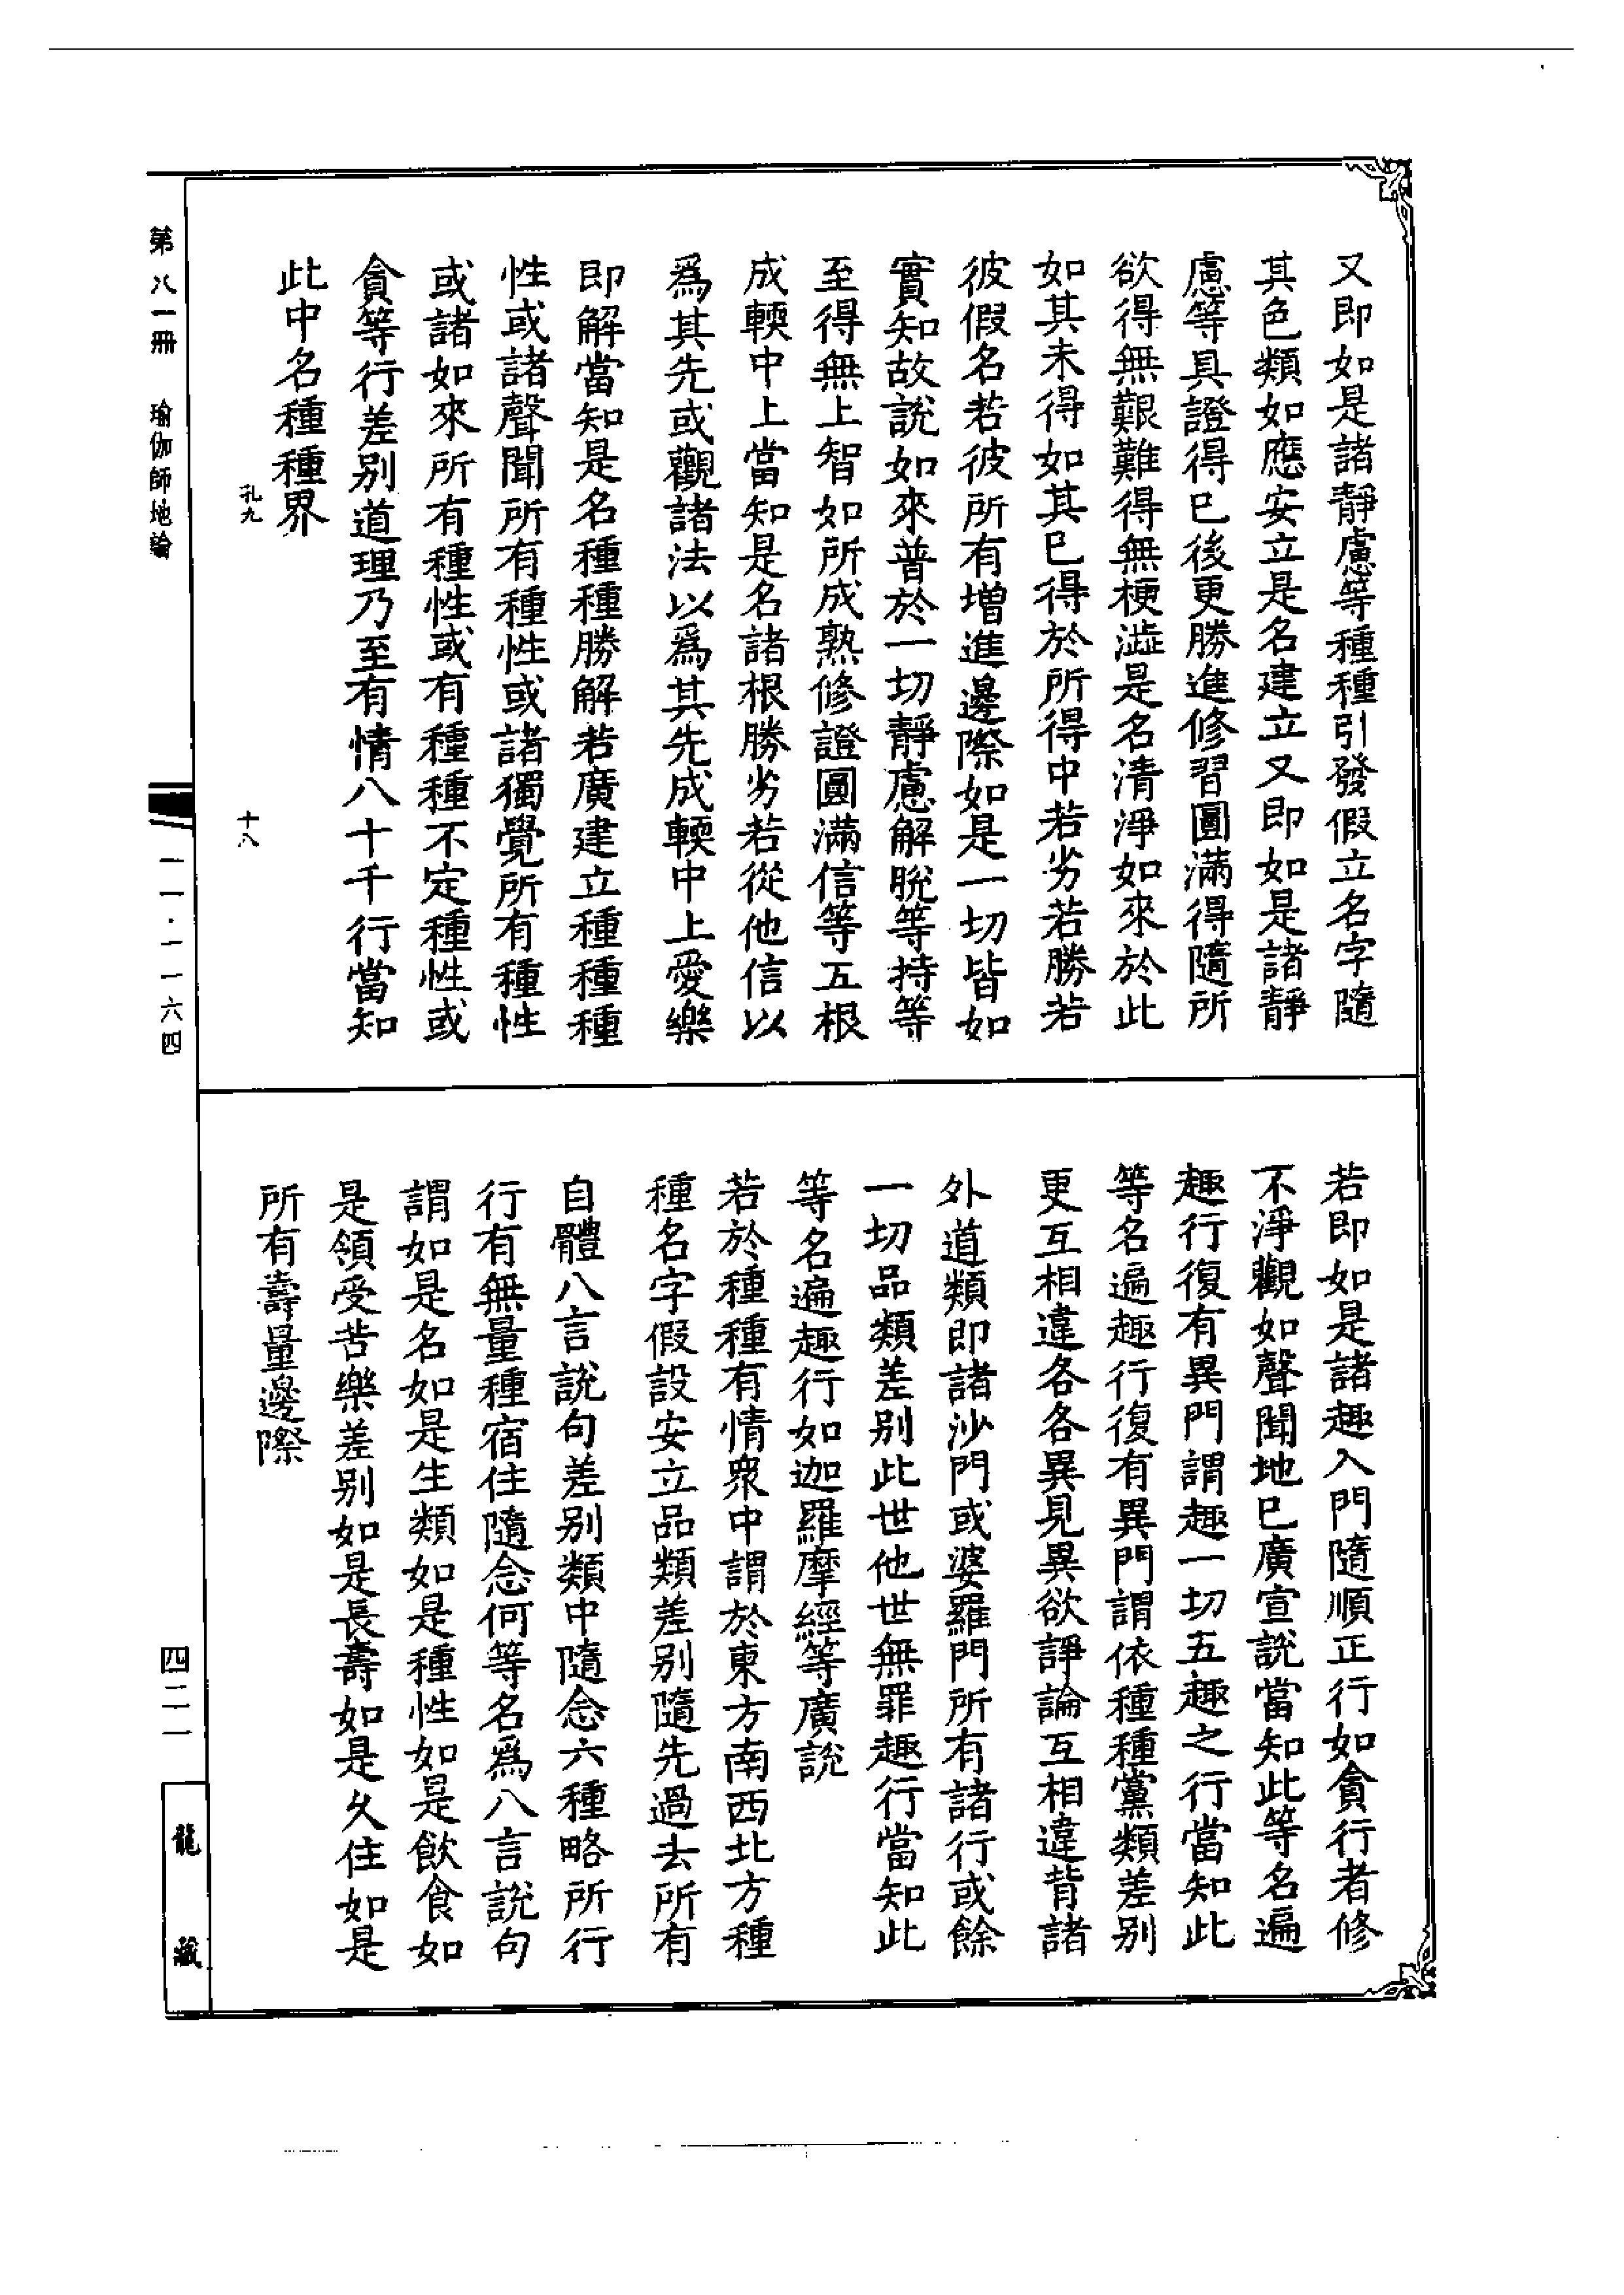 又即如是諸靜慮等種種引發假立名字隨
其色類如應安立是名建立又即如是諸靜
慮等具證得已後更勝進修習圓滿得隨所
欲得無艱難得無梗澁是名清淨如來於此
如其未得如其已得於所得中若劣若勝若
彼假名若彼所有增進邊際如是一切皆如
實知故說如來普於一切靜慮解脫等持等
至得無上智如所成熟修證圓滿信等五根
成輭中上當知是名諸根勝劣若從他信以
爲其先或觀諸法以爲其先成輭中上愛樂
即解當知是名種種勝解若廣建立種種種
性或諸聲聞所有種性或諸獨覺所有種性
或諸如來所有種性或有種種不定種性或
貪等行差別道理乃至有情八十千行當知
此中名種種界
孔九
十八
若即如是諸趣入門隨順正行如貪行者修
不淨觀如聲聞地已廣宣說當知此等名遍
趣行復有異門謂趣一切五趣之行當知此
等名遍趣行復有異門謂依種種黨類差別
更互相違各各異見異欲諍論互相違背諸
外道類即諸沙門或婆羅門所有諸行或餘
一切品類差別此世他世無罪趣行當知此
等名遍趣行如迦羅摩經等廣說
若於種種有情衆中謂於東方南西北方種
種名字假設安立品類差別隨先過去所有
自體八言說句差別類中隨念六種略所行
行有無量種宿住隨念何等名爲八言說句
謂如是名如是生類如是種性如是飲食如
是領受苦樂差別如是長壽如是久住如是
所有壽量邊際
第八一冊 瑜伽師地論
一一·一一六四
四二一
龍藏